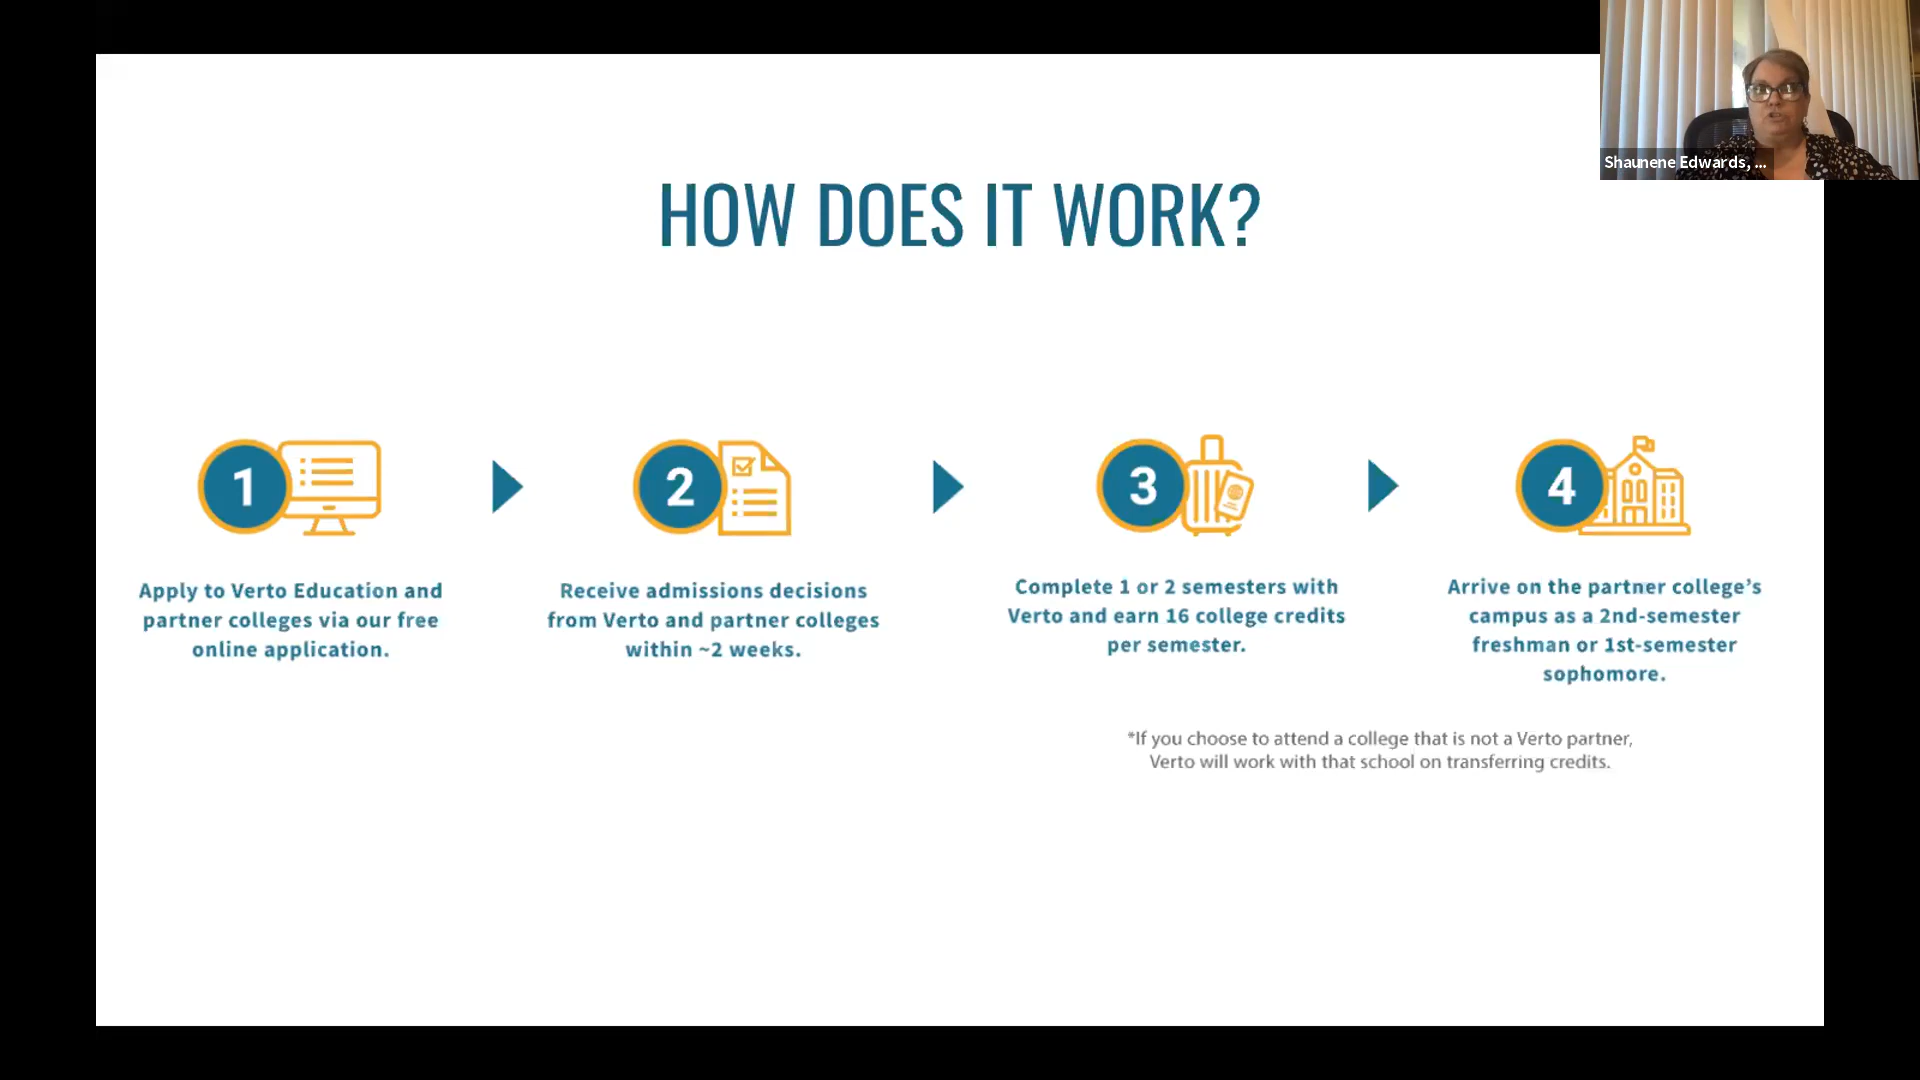 Shaunene Edwards, ...
HOW DOES IT WORK?
1
Apply to Verto Education and
partner colleges via our free
online application.
2
Receive admissions decisions
from Verto and partner colleges
within ~2 weeks.
3
Complete 1 or 2 semesters with
Verto and earn 16 college credits
per semester.
4
Arrive on the partner college’s
campus as a 2nd-semester
freshman or 1st-semester
sophomore.
*If you choose to attend a college that is not a Verto partner,
Verto will work with that school on transferring credits.